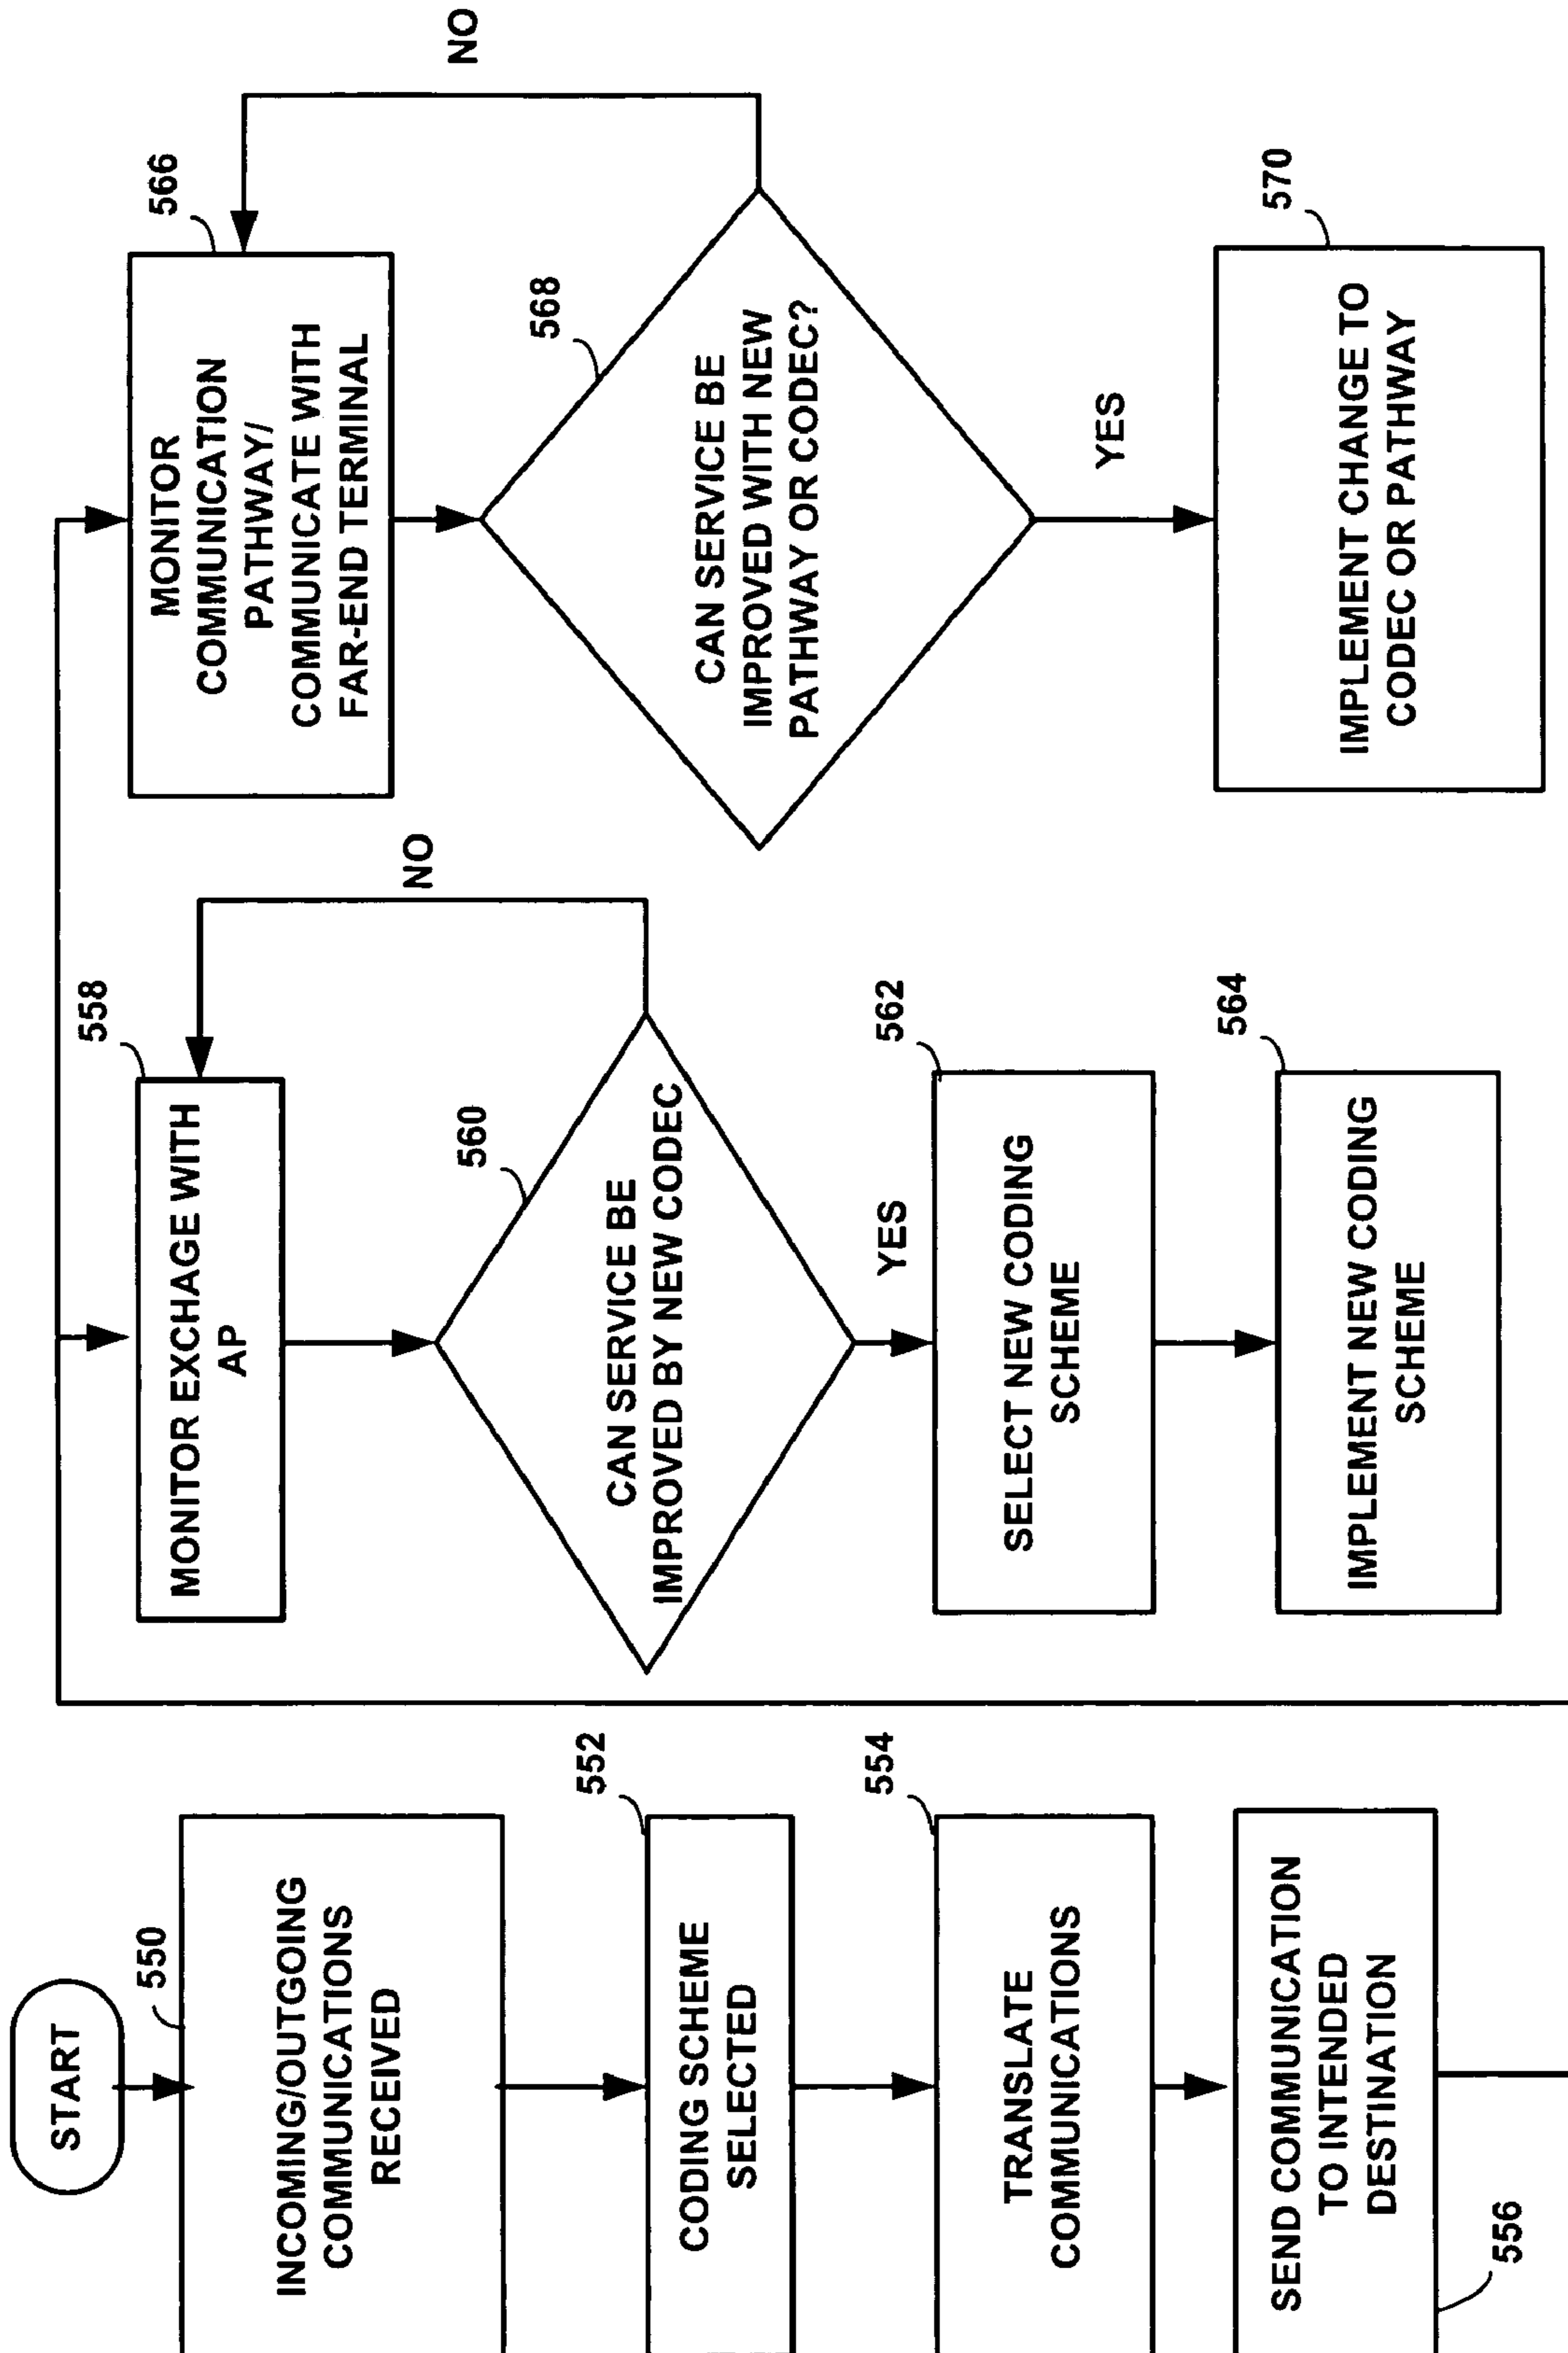 START
550
INCOMING/OUTGOING
COMMUNICATIONS
RECEIVED
552
CODING SCHEME
SELECTED
554
TRANSLATE
COMMUNICATIONS
SEND COMMUNICATION
TO INTENDED
DESTINATION
556
558
MONITOR EXCHAGE WITH
AP
NO
560
CAN SERVICE BE
IMPROVED BY NEW CODEC
YES
562
SELECT NEW CODING
SCHEME
564
IMPLEMENT NEW CODING
SCHEME
566
MONITOR
COMMUNICATION
PATHWAY/
COMMUNICATE WITH
FAR-END TERMINAL
NO
568
CAN SERVICE BE
IMPROVED WITH NEW
PATHWAY OR CODEC?
YES
570
IMPLEMENT CHANGE TO
CODEC OR PATHWAY